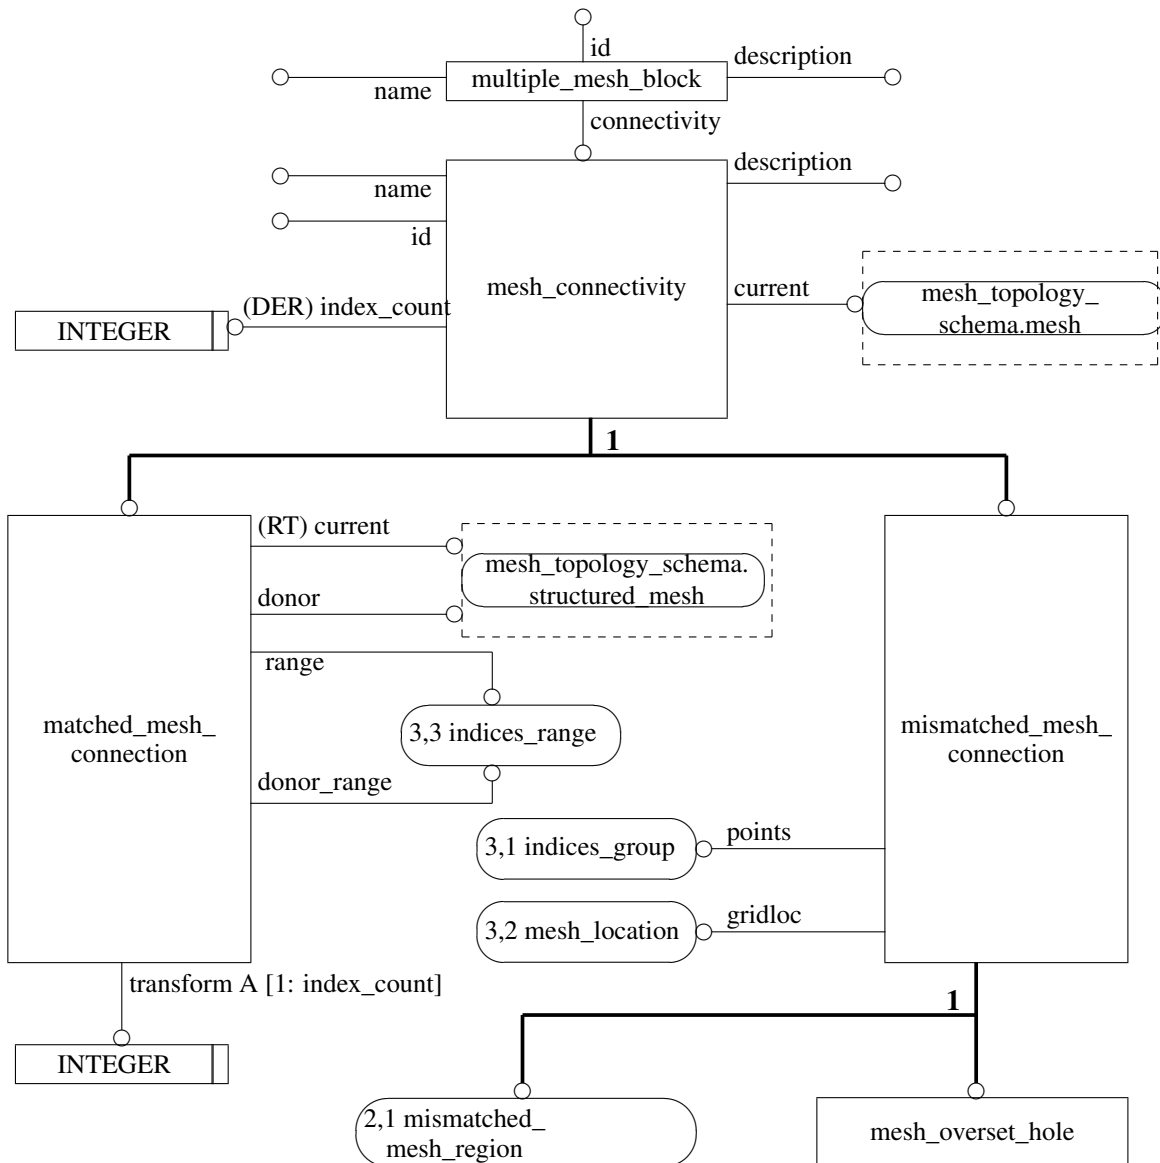 id
multiple_mesh_block
description
name
connectivity
description
name
id
mesh_connectivity
current
mesh_topology_
schema.mesh
(DER) index_count
INTEGER
1
(RT) current
mesh_topology_schema.
structured_mesh
donor
range
matched_mesh_
connection
3,3 indices_range
mismatched_mesh_
connection
donor_range
3,1 indices_group
points
3,2 mesh_location
gridloc
transform A [1: index_count]
1
INTEGER
2,1 mismatched_
mesh_region
mesh_overset_hole